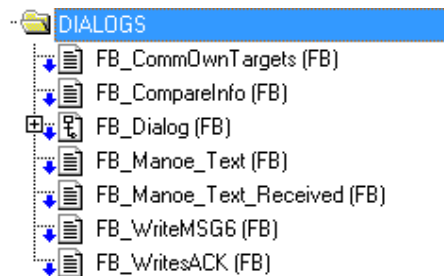 DIALOGS
FB_CommOwnTargets (FB)
FB_CompareInfo (FB)
FB_Dialog (FB)
FB_Manoe_Text (FB)
FB_Manoe_Text_Received (FB)
FB_WriteMSG6 (FB)
FB_WritesACK (FB)